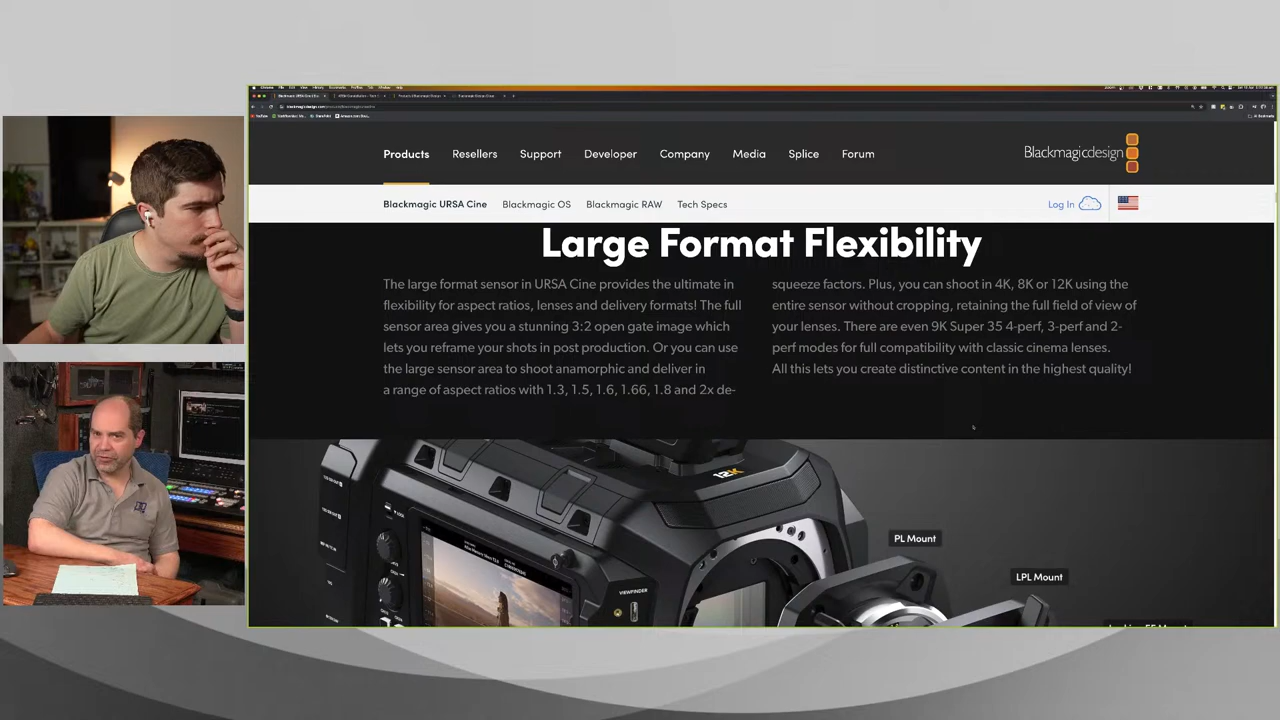 Products
Resellers
Support
Developer
Company
Media
Splice
Forum
Blackmagicdesign
Blackmagic URSA Cine
Blackmagic OS
Blackmagic RAW
Tech Specs
Log In
Large Format Flexibility
The large format sensor in URSA Cine provides the ultimate in
flexibility for aspect ratios, lenses and delivery formats! The full
sensor area gives you a stunning 3:2 open gate image which
lets you reframe your shots in post production. Or you can use
the large sensor area to shoot anamorphic and deliver in
a range of aspect ratios with 1.3, 1.5, 1.6, 1.66, 1.8 and 2x de-
squeeze factors. Plus, you can shoot in 4K, 8K or 12K using the
entire sensor without cropping, retaining the full field of view of
your lenses. There are even 9K Super 35 4-perf, 3-perf and 2-
perf modes for full compatibility with classic cinema lenses.
All this lets you create distinctive content in the highest quality!
12K
PL Mount
LPL Mount
VIEWFINDER